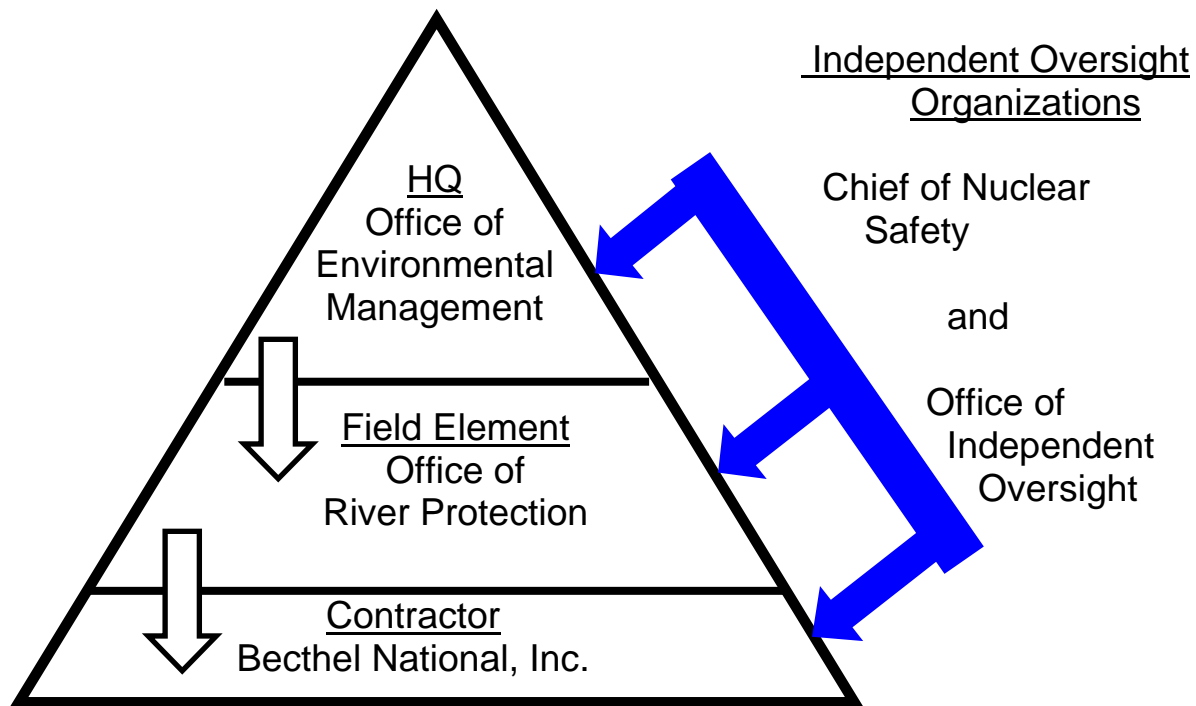 HQ
Office of
Environmental
Management
Field Element
Office of
River Protection
Contractor
Becthel National, Inc.
Independent Oversight
Organizations
Chief of Nuclear
Safety
and
Office of
Independent
Oversight